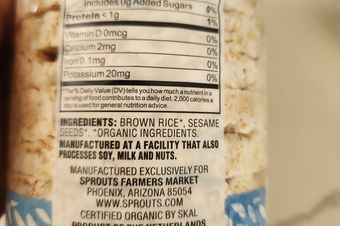 Includes 0g Added Sugars 0%
Protein < 1g 1%
Vitamin D 0mcg 0%
Calcium 2mg 0%
Iron 0.1mg 0%
Potassium 20mg 0%
*The % Daily Value (DV) tells you how much a nutrient in a
serving of food contributes to a daily diet. 2,000 calories a
day is used for general nutrition advice.
INGREDIENTS: BROWN RICE*, SESAME
SEEDS*. *ORGANIC INGREDIENTS.
MANUFACTURED AT A FACILITY THAT ALSO
PROCESSES SOY, MILK AND NUTS.
MANUFACTURED EXCLUSIVELY FOR
SPROUTS FARMERS MARKET
PHOENIX, ARIZONA 85054
WWW.SPROUTS.COM
CERTIFIED ORGANIC BY SKAL
PRODUCT OF THE NETHERLANDS